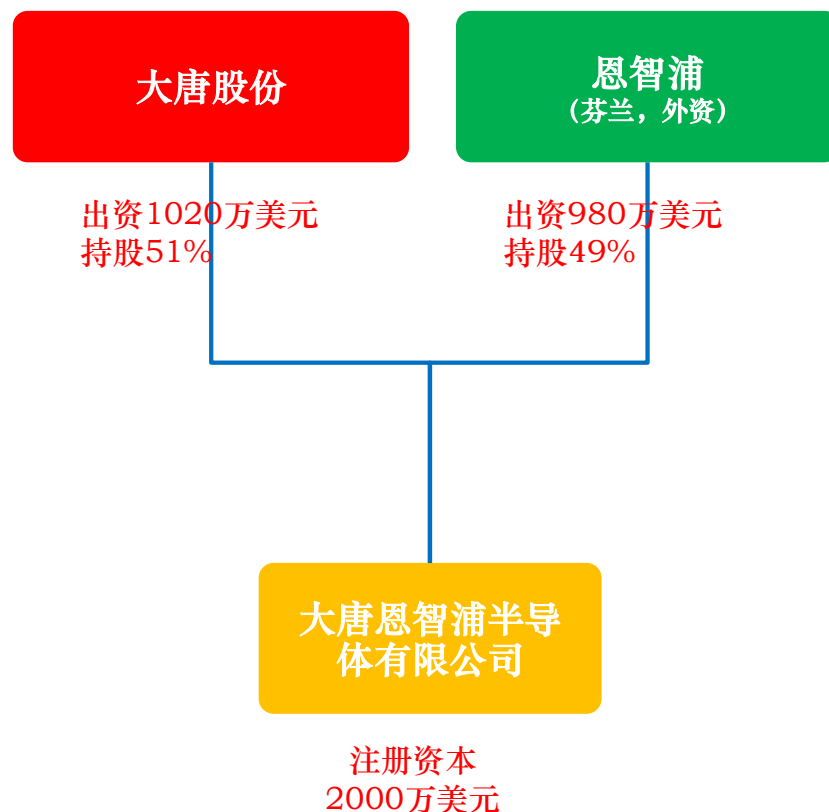 大唐股份
恩智浦
（芬兰，外资）
出资1020万美元
持股51%
出资980万美元
持股49%
大唐恩智浦半导
体有限公司
注册资本
2000万美元